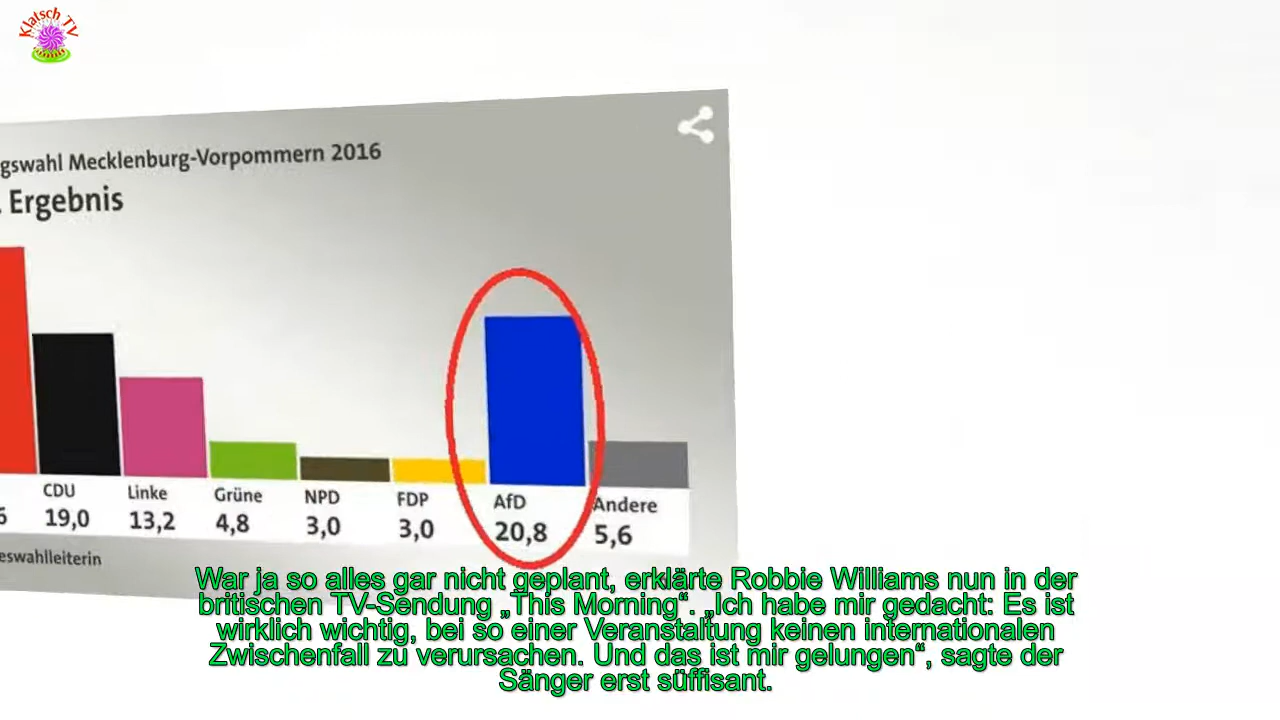 Klatsch TV
gswahl Mecklenburg-Vorpommern 2016
. Ergebnis
CDU Linke Grüne NPD FDP AfD Andere
6 19,0 13,2 4,8 3,0 3,0 20,8 5,6
eswahlleiterin
War ja so alles gar nicht geplant, erklärte Robbie Williams nun in der
britischen TV-Sendung „This Morning“. „Ich habe mir gedacht: Es ist
wirklich wichtig, bei so einer Veranstaltung keinen internationalen
Zwischenfall zu verursachen. Und das ist mir gelungen“, sagte der
Sänger erst süffisant.